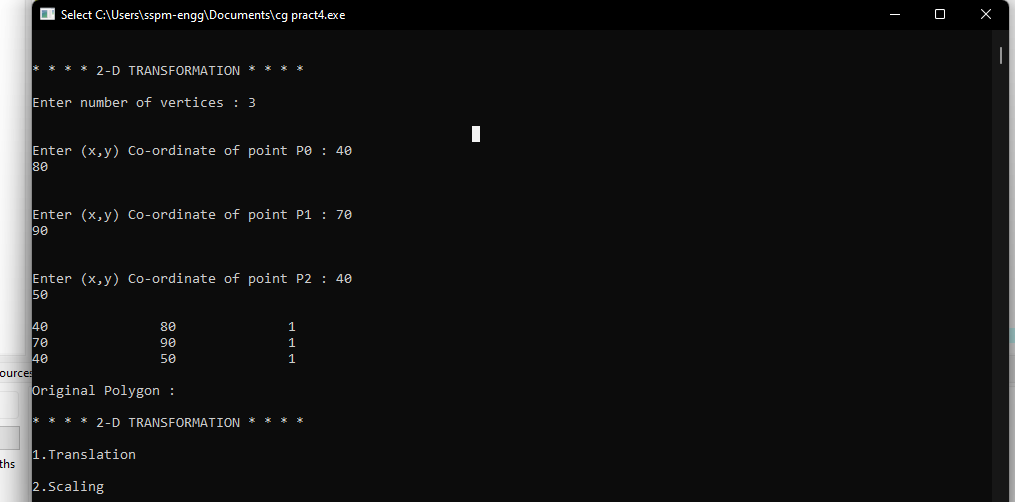 Select C:\Users\sspm-engg\Documents\cg pract4.exe
* * * * 2-D TRANSFORMATION * * * *
Enter number of vertices : 3
Enter (x,y) Co-ordinate of point P0 : 40
80
Enter (x,y) Co-ordinate of point P1 : 70
90
Enter (x,y) Co-ordinate of point P2 : 40
50
40 80 1
70 90 1
40 50 1
ources
Original Polygon :
* * * * 2-D TRANSFORMATION * * * *
1.Translation
ths
2.Scaling